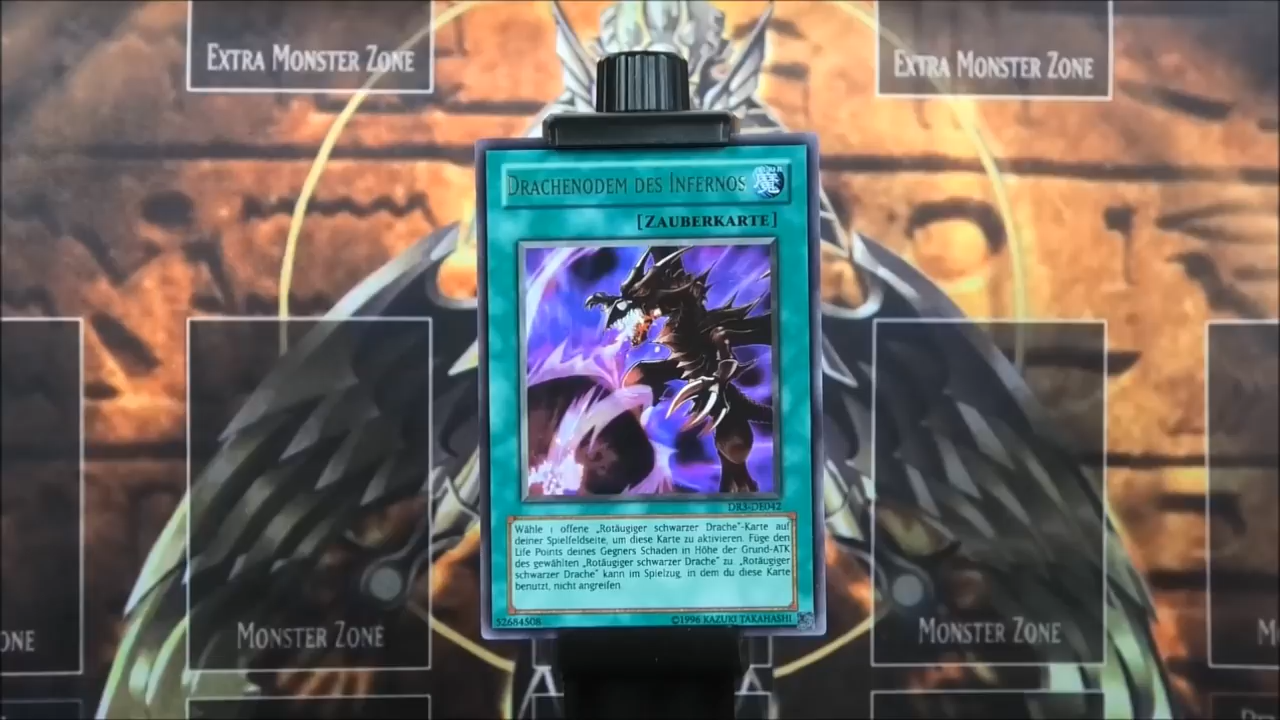 EXTRA MONSTER ZONE
EXTRA MONSTER ZONE
DRACHENODEM DES INFERNOS 魔
[ZAUBERKARTE]
DR3-DE042
Wähle 1 offene „Rotäugiger schwarzer Drache"-Karte auf
deiner Spielfeldseite, um diese Karte zu aktivieren. Füge den
Life Points deines Gegners Schaden in Höhe der Grund-ATK
des gewählten „Rotäugiger schwarzer Drache" zu. „Rotäugiger
schwarzer Drache" kann im Spielzug, in dem du diese Karte
benutzt, nicht angreifen.
52684508
©1996 KAZUKI TAKAHASHI
ONE
MONSTER ZONE
MONSTER ZONE
M